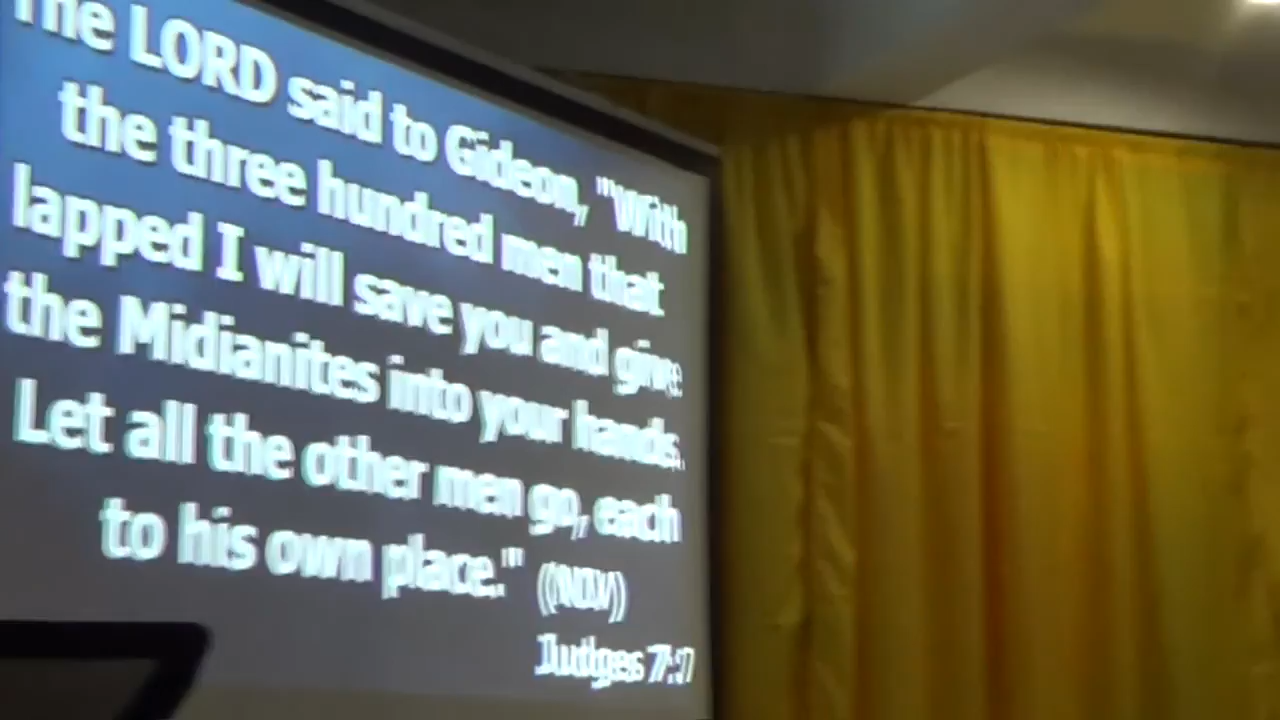 The LORD said to Gideon, "With
the three hundred men that
lapped I will save you and give
the Midianites into your hands.
Let all the other men go, each
to his own place." (NIV)
Judges 7:7